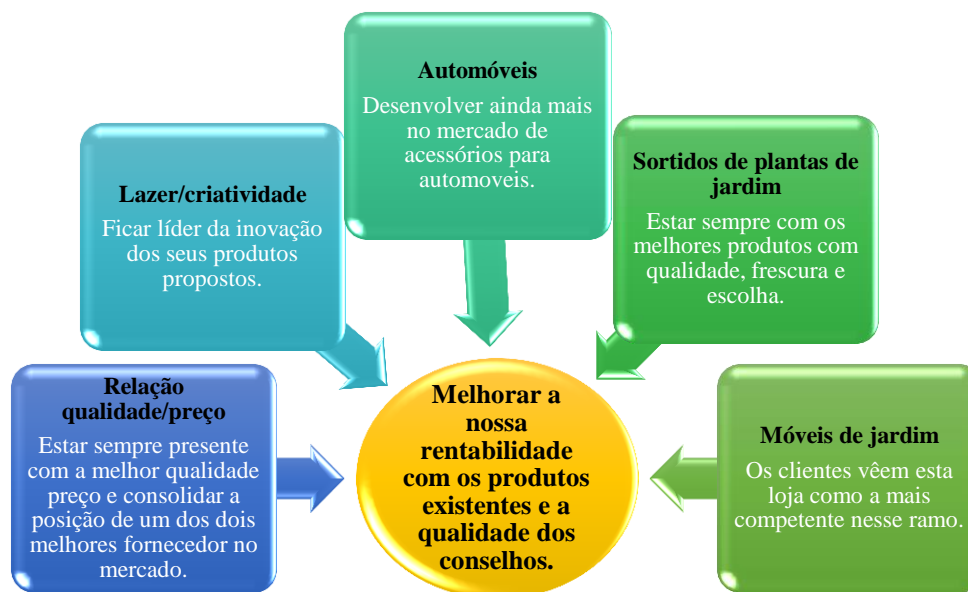 Automóveis
Desenvolver ainda mais
no mercado de
acessórios para
automoveis.
Lazer/criatividade
Ficar líder da inovação
dos seus produtos
propostos.
Sortidos de plantas de
jardim
Estar sempre com os
melhores produtos com
qualidade, frescura e
escolha.
Relação
qualidade/preço
Estar sempre presente
com a melhor qualidade
preço e consolidar a
posição de um dos dois
melhores fornecedor no
mercado.
Melhorar a
nossa
rentabilidade
com os produtos
existentes e a
qualidade dos
conselhos.
Móveis de jardim
Os clientes vêem esta
loja como a mais
competente nesse ramo.